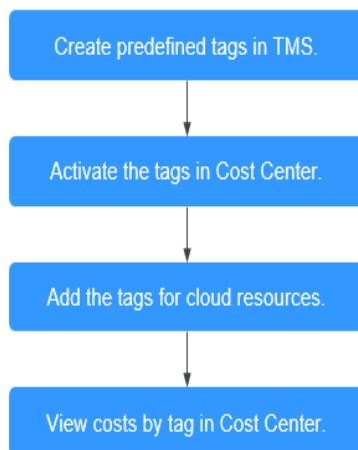 Create predefined tags in TMS.
Activate the tags in Cost Center.
Add the tags for cloud resources.
View costs by tag in Cost Center.